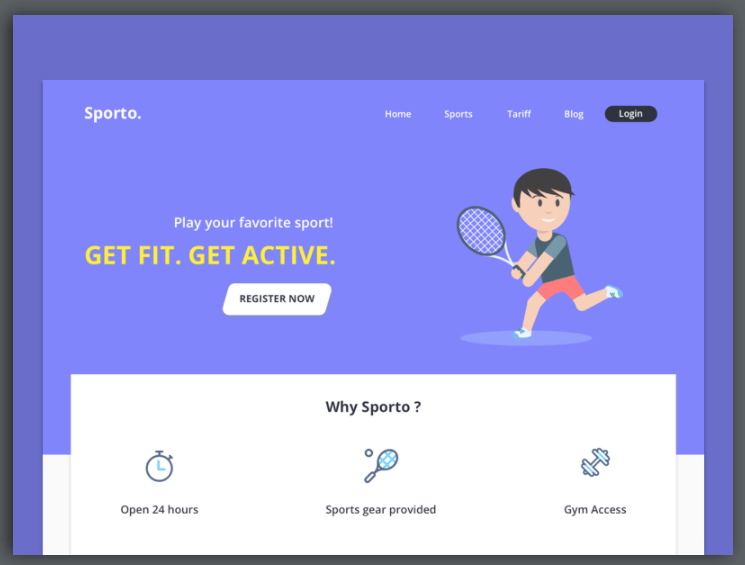 Sporto.
Home Sports Tariff Blog Login
Play your favorite sport!
GET FIT. GET ACTIVE.
REGISTER NOW
Why Sporto ?
Open 24 hours Sports gear provided Gym Access